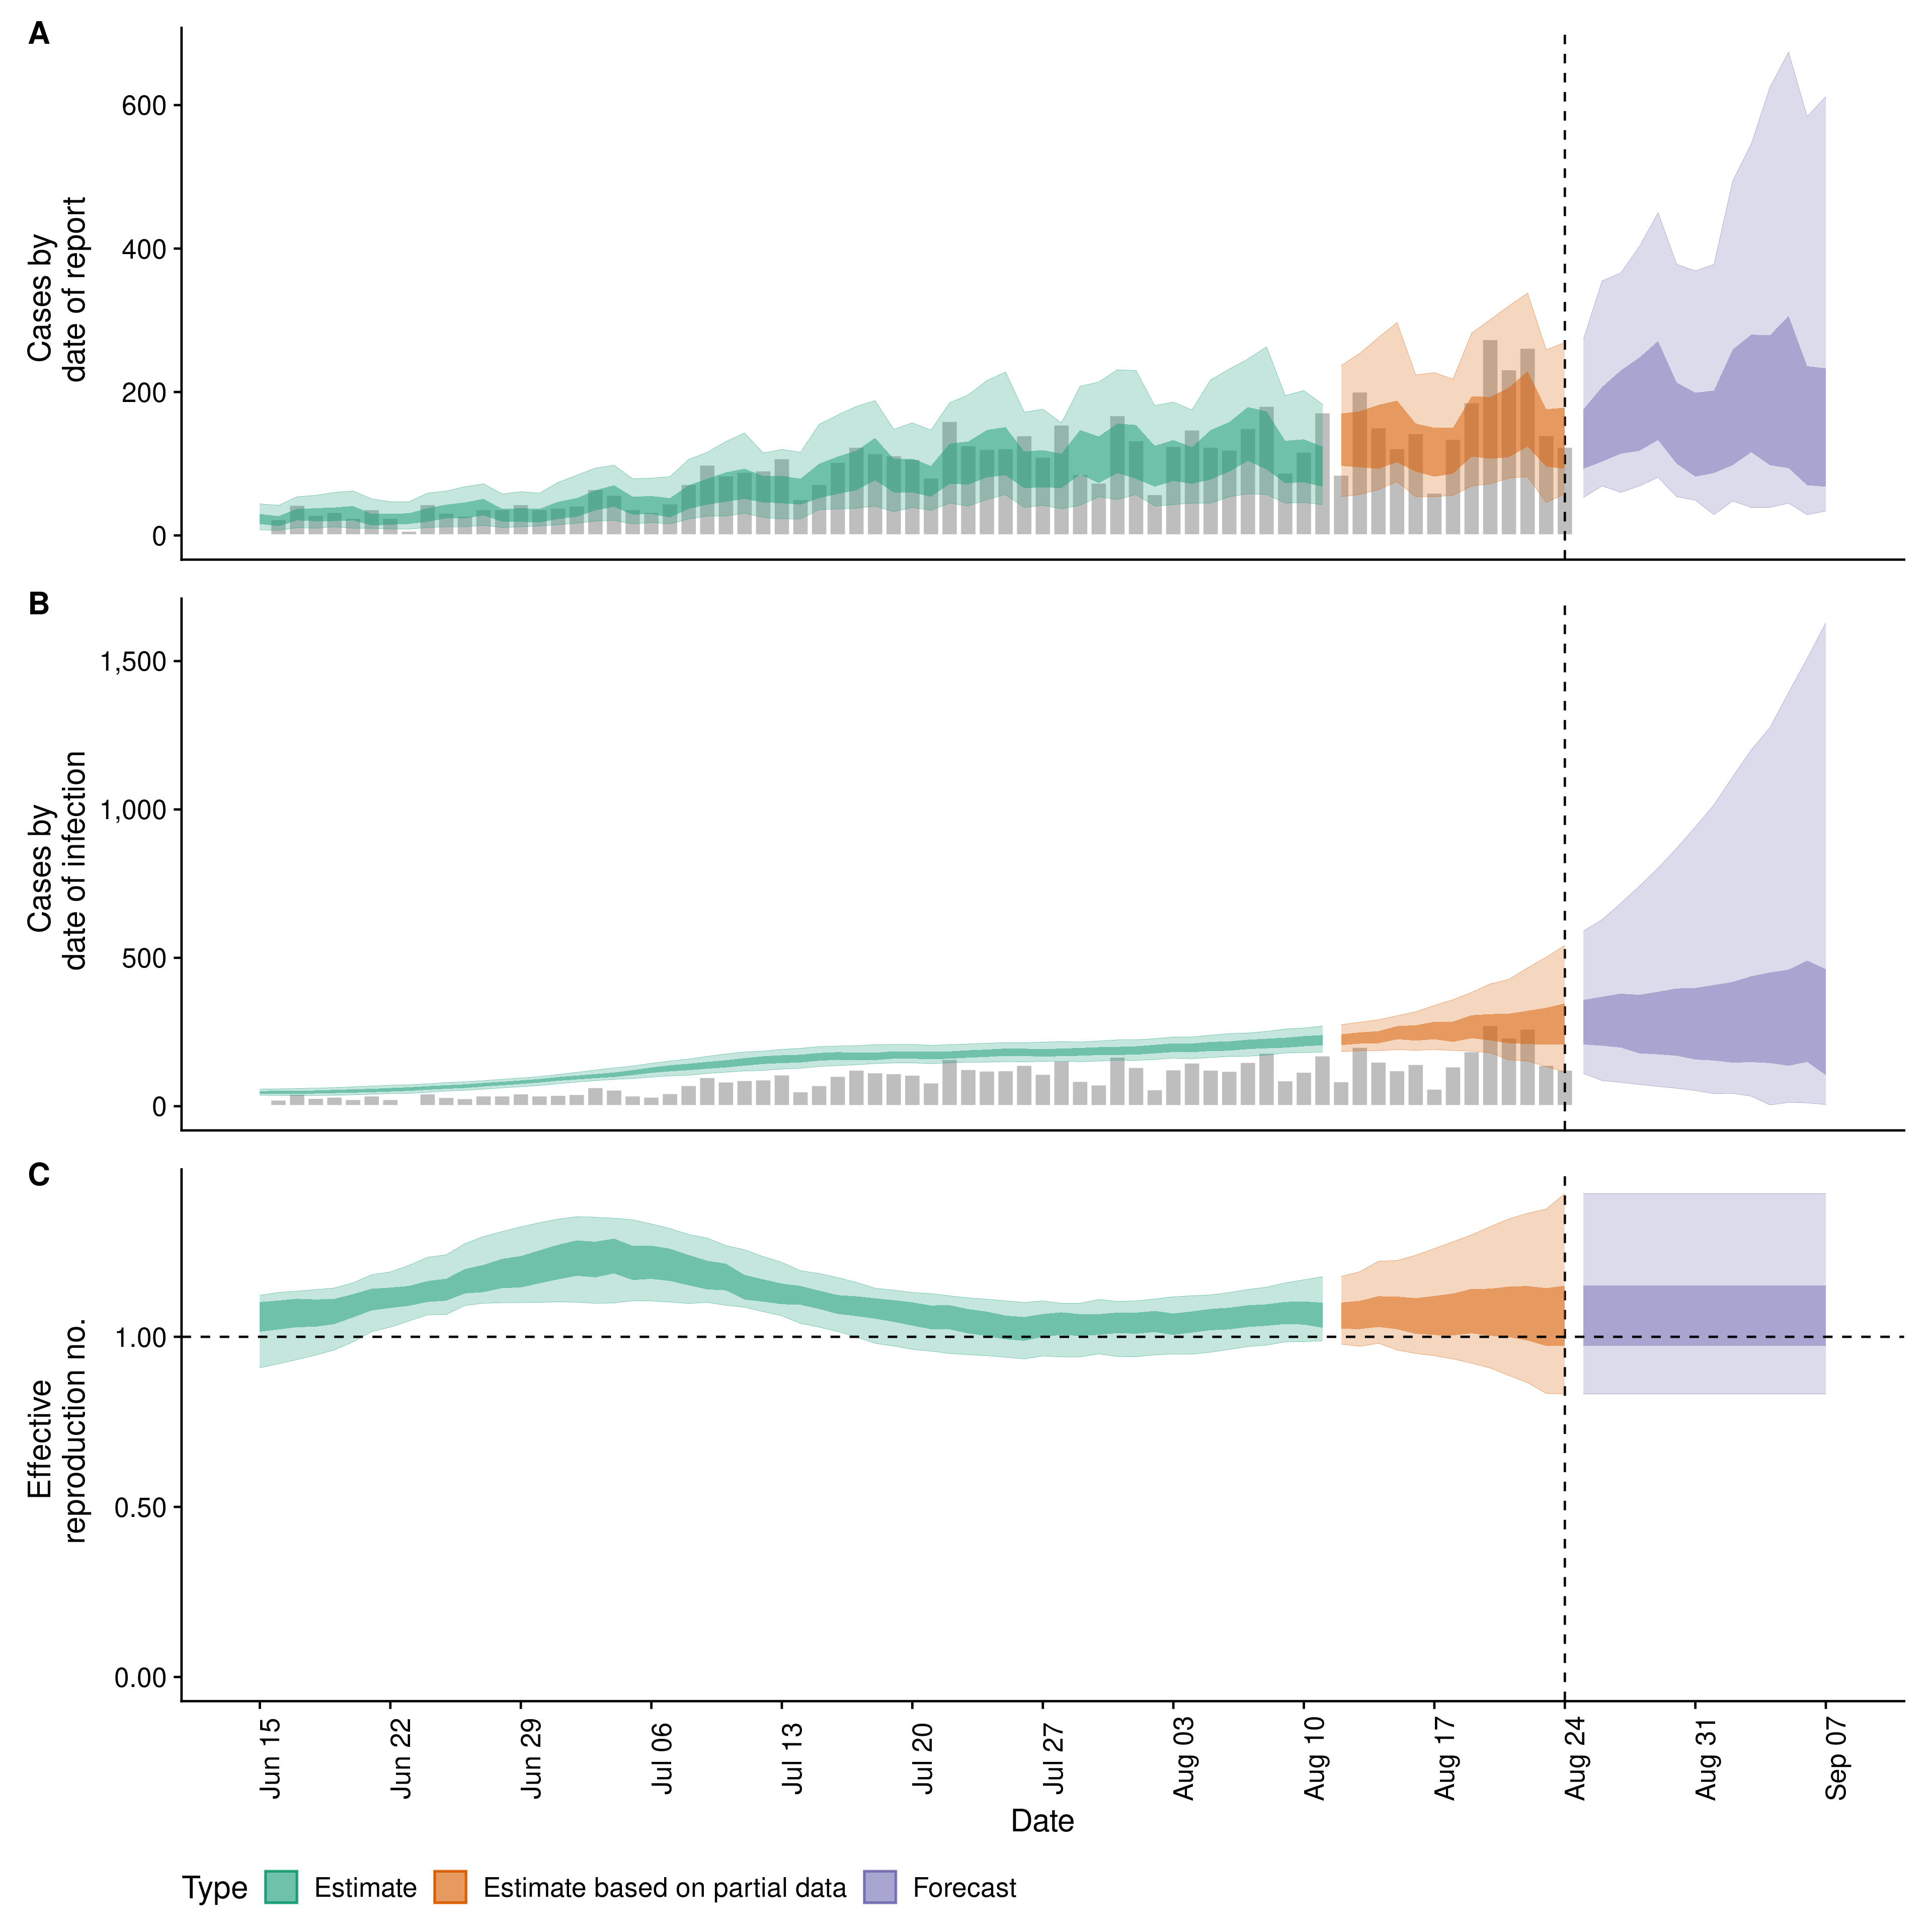 A
600
400
200
0
Cases by
date of report
B
1,500
1,000
500
0
Cases by
date of infection
C
1.00
0.50
0.00
Effective
reproduction no.
Jun 15
Jun 22
Jun 29
Jul 06
Jul 13
Jul 20
Jul 27
Aug 03
Aug 10
Aug 17
Aug 24
Aug 31
Sep 07
Date
Type Estimate Estimate based on partial data Forecast